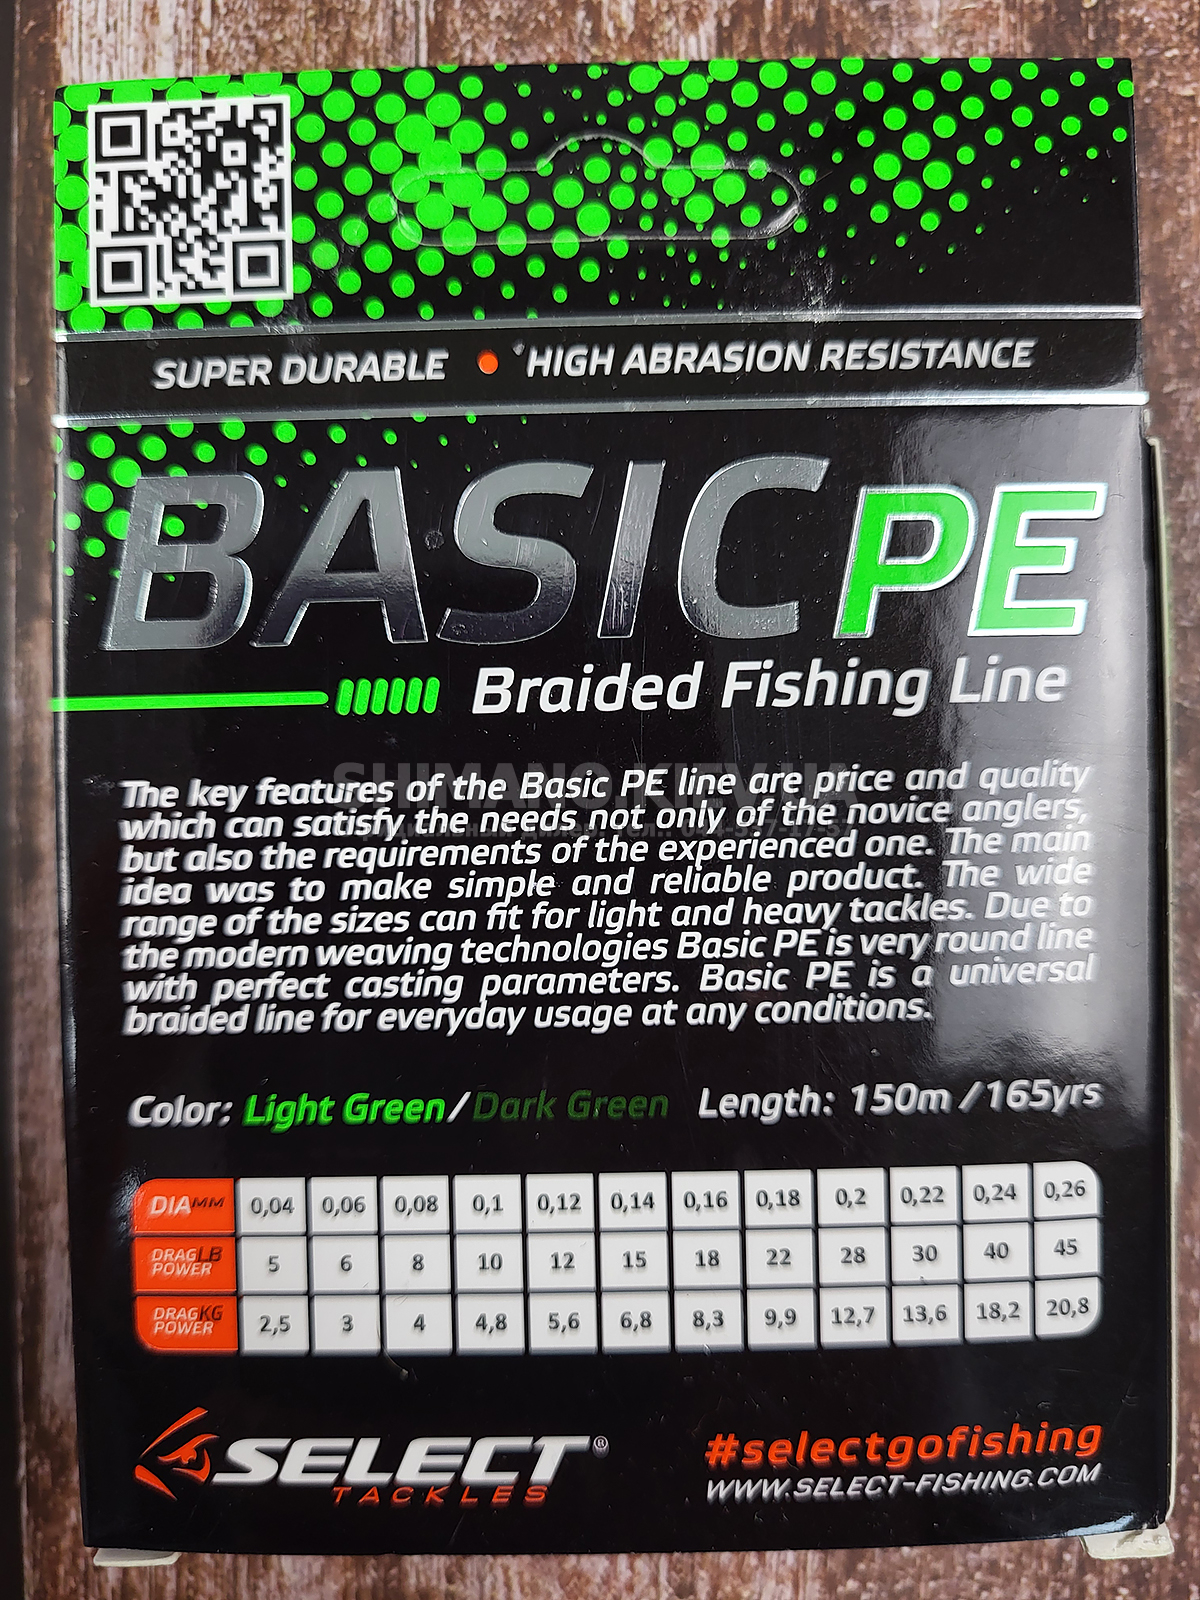 SUPER DURABLE • HIGH ABRASION RESISTANCE
BASIC PE
Braided Fishing Line
The key features of the Basic PE line are price and quality
which can satisfy the needs not only of the novice anglers,
but also the requirements of the experienced one. The main
idea was to make simple and reliable product. The wide
range of the sizes can fit for light and heavy tackles. Due to
the modern weaving technologies Basic PE is very round line
with perfect casting parameters. Basic PE is a universal
braided line for everyday usage at any conditions.
SHIMANO.KIEV.UA
Color: Light Green/Dark Green Length: 150m /165yrs
DIA MM 0,04 0,06 0,08 0,1 0,12 0,14 0,16 0,18 0,2 0,22 0,24 0,26
DRAG LB POWER 5 6 8 10 12 15 18 22 28 30 40 45
DRAG KG POWER 2,5 3 4 4,8 5,6 6,8 8,3 9,9 12,7 13,6 18,2 20,8
SELECT®
TACKLES
#selectgofishing
WWW.SELECT-FISHING.COM